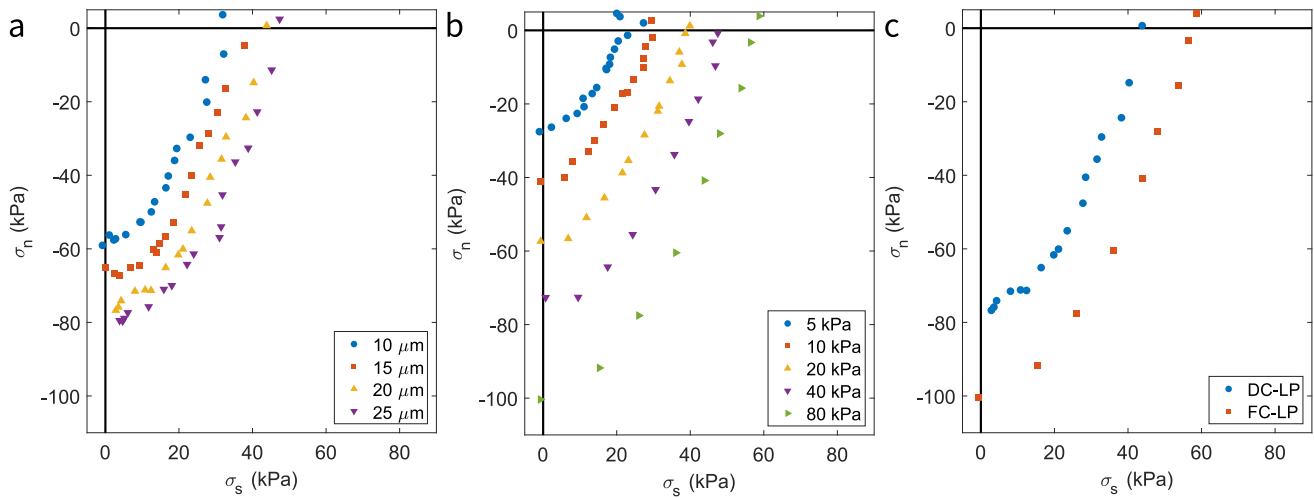 a
0
-20
-40
-60
-80
-100
σn (kPa)
0 20 40 60 80
σs (kPa)
10 μm
15 μm
20 μm
25 μm
b
0
-20
-40
-60
-80
-100
σn (kPa)
0 20 40 60 80
σs (kPa)
5 kPa
10 kPa
20 kPa
40 kPa
80 kPa
c
0
-20
-40
-60
-80
-100
σn (kPa)
0 20 40 60 80
σs (kPa)
DC-LP
FC-LP